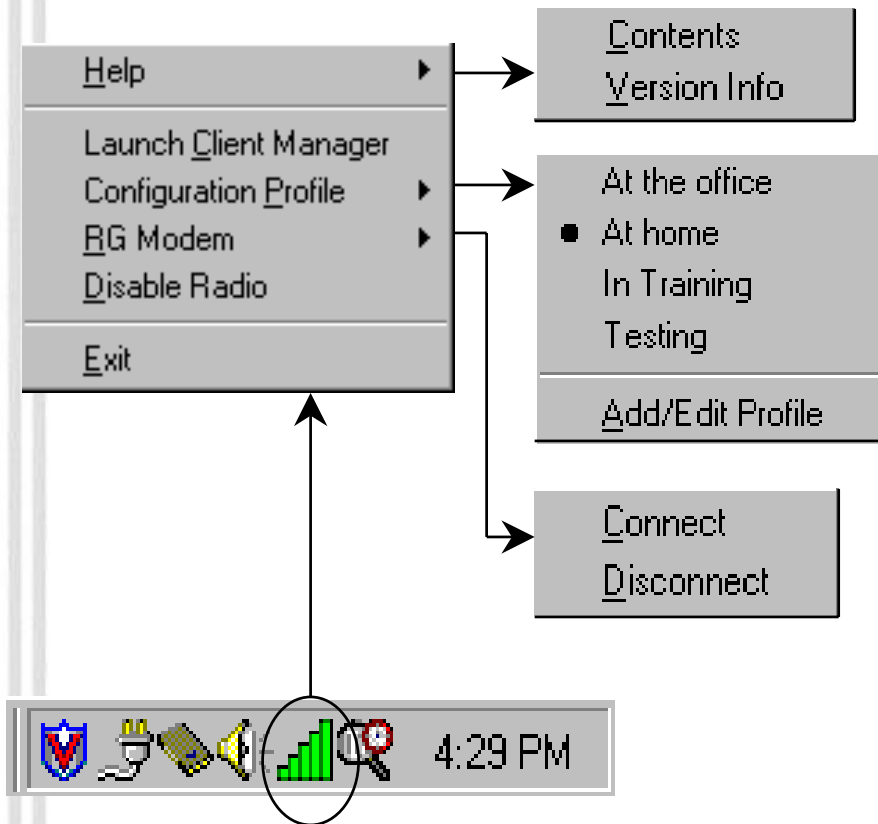 Help
Launch Client Manager
Configuration Profile
RG Modem
Disable Radio
Exit
Contents
Version Info
At the office
At home
In Training
Testing
Add/Edit Profile
Connect
Disconnect
4:29 PM